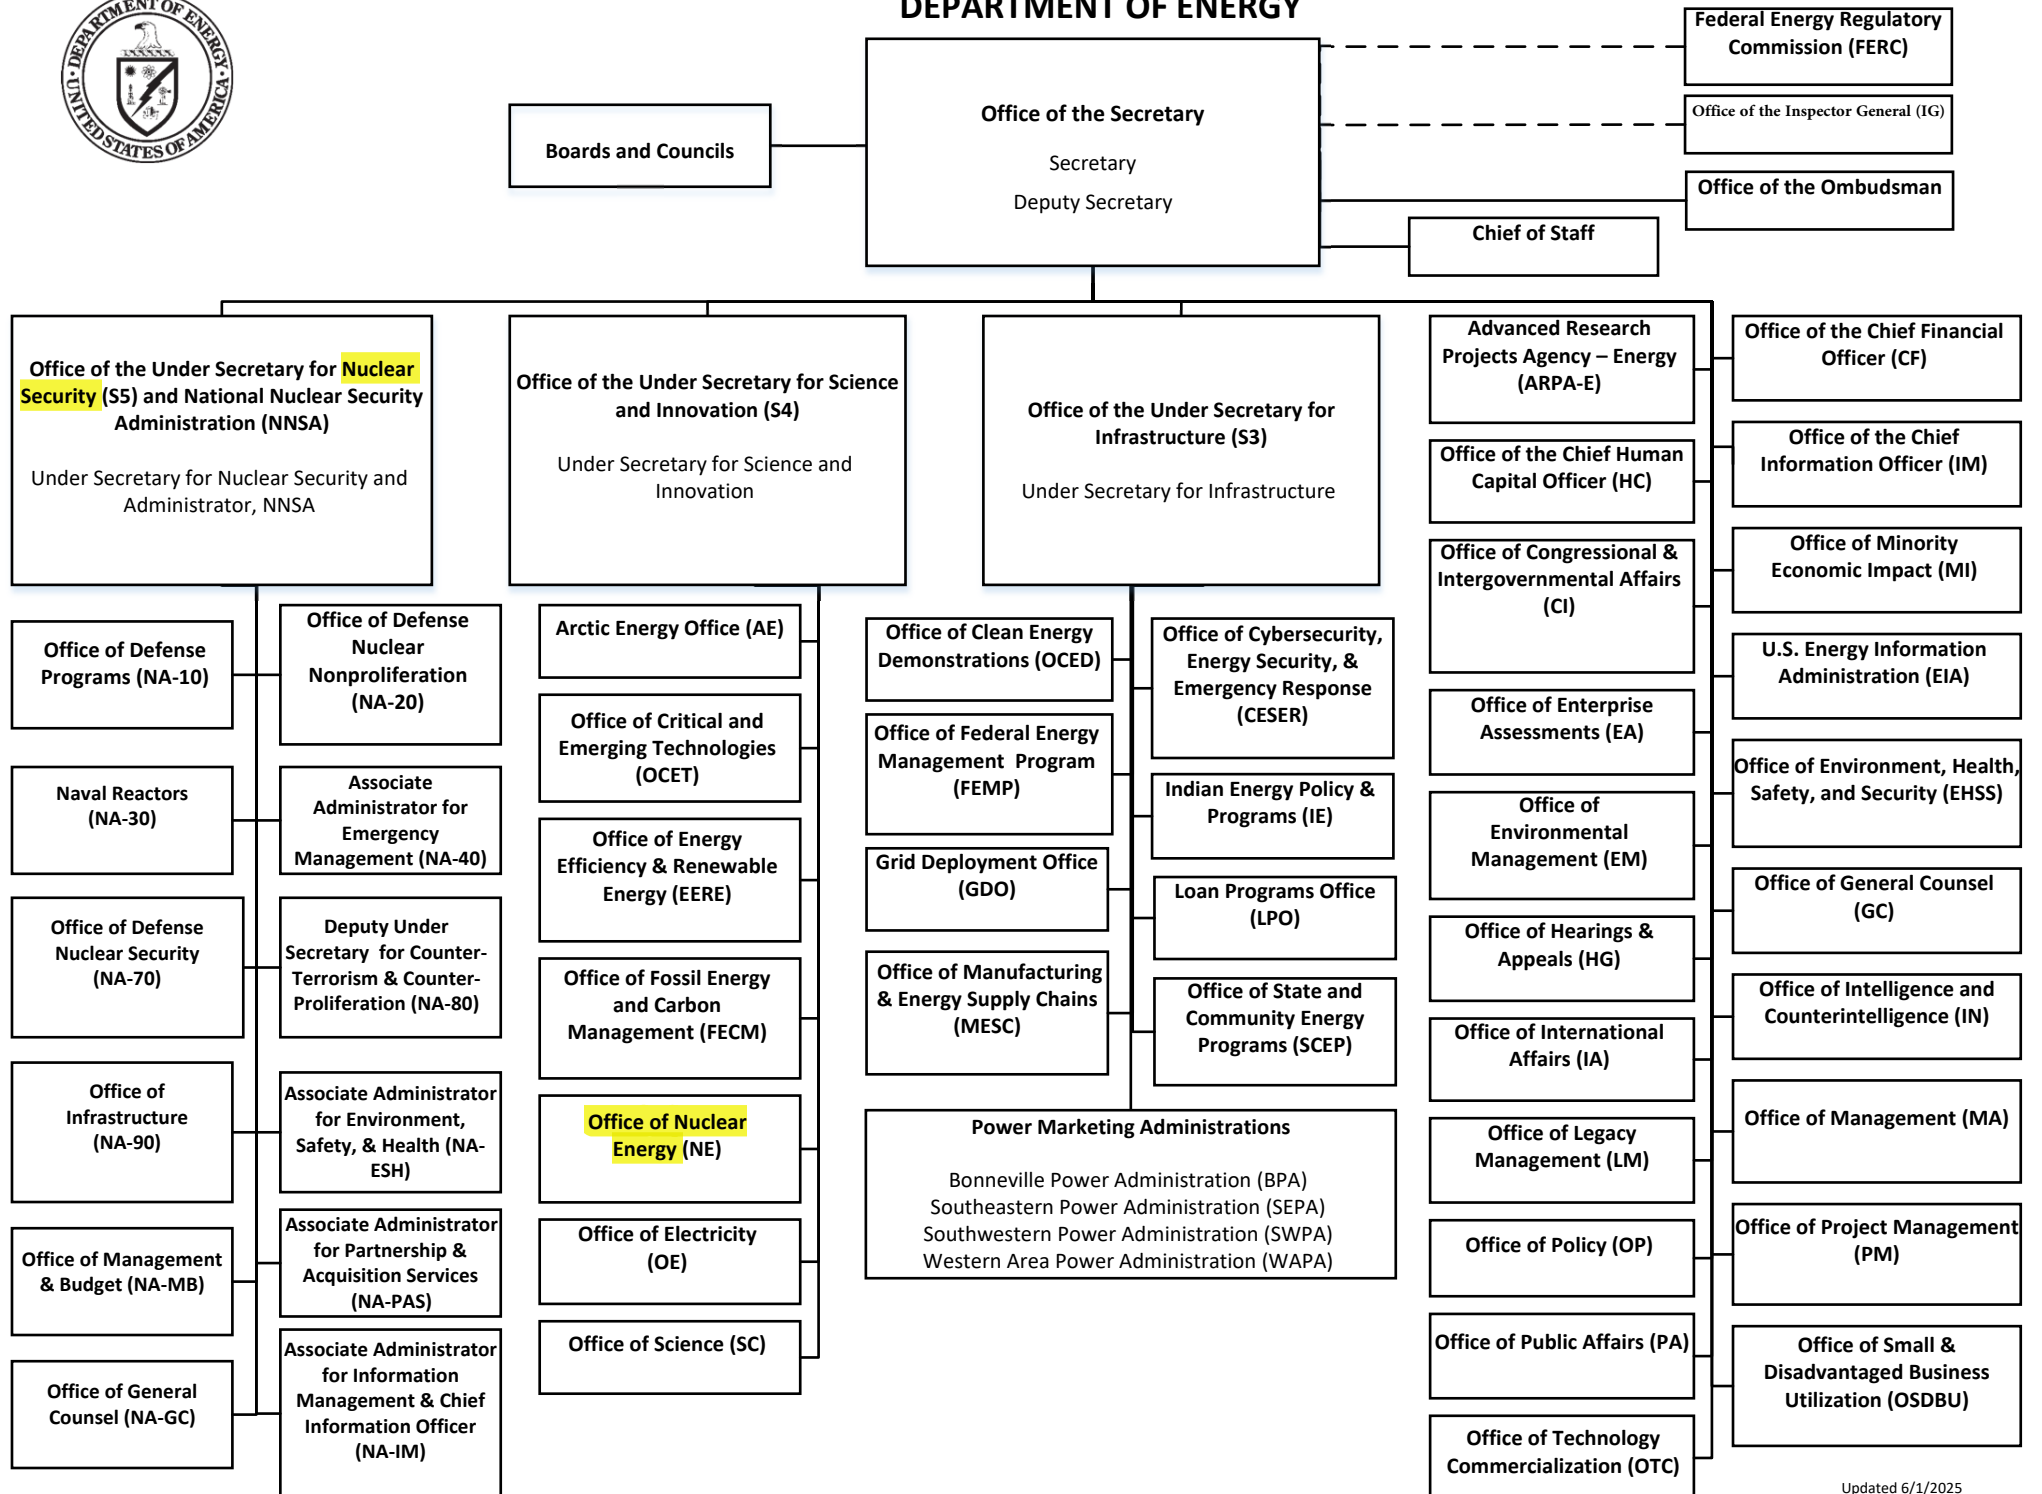 DEPARTMENT OF ENERGY
DEPARTMENT OF ENERGY
UNITED STATES OF AMERICA
Federal Energy Regulatory
Commission (FERC)
Office of the Inspector General (IG)
Office of the Ombudsman
Chief of Staff
Office of the Secretary
Secretary
Deputy Secretary
Boards and Councils
Office of the Under Secretary for Nuclear
Security (S5) and National Nuclear Security
Administration (NNSA)
Under Secretary for Nuclear Security and
Administrator, NNSA
Office of the Under Secretary for Science
and Innovation (S4)
Under Secretary for Science and
Innovation
Office of the Under Secretary for
Infrastructure (S3)
Under Secretary for Infrastructure
Office of Defense
Programs (NA-10)
Office of Defense
Nuclear
Nonproliferation
(NA-20)
Naval Reactors
(NA-30)
Associate
Administrator for
Emergency
Management (NA-40)
Office of Defense
Nuclear Security
(NA-70)
Deputy Under
Secretary for Counter-
Terrorism & Counter-
Proliferation (NA-80)
Office of
Infrastructure
(NA-90)
Associate Administrator
for Environment,
Safety, & Health (NA-
ESH)
Office of Management
& Budget (NA-MB)
Associate Administrator
for Partnership &
Acquisition Services
(NA-PAS)
Office of General
Counsel (NA-GC)
Associate Administrator
for Information
Management & Chief
Information Officer
(NA-IM)
Arctic Energy Office (AE)
Office of Critical and
Emerging Technologies
(OCET)
Office of Energy
Efficiency & Renewable
Energy (EERE)
Office of Fossil Energy
and Carbon
Management (FECM)
Office of Nuclear
Energy (NE)
Office of Electricity
(OE)
Office of Science (SC)
Office of Clean Energy
Demonstrations (OCED)
Office of Cybersecurity,
Energy Security, &
Emergency Response
(CESER)
Office of Federal Energy
Management Program
(FEMP)
Indian Energy Policy &
Programs (IE)
Grid Deployment Office
(GDO)
Loan Programs Office
(LPO)
Office of Manufacturing
& Energy Supply Chains
(MESC)
Office of State and
Community Energy
Programs (SCEP)
Power Marketing Administrations
Bonneville Power Administration (BPA)
Southeastern Power Administration (SEPA)
Southwestern Power Administration (SWPA)
Western Area Power Administration (WAPA)
Advanced Research
Projects Agency – Energy
(ARPA-E)
Office of the Chief Financial
Officer (CF)
Office of the Chief Human
Capital Officer (HC)
Office of the Chief
Information Officer (IM)
Office of Congressional &
Intergovernmental Affairs
(CI)
Office of Minority
Economic Impact (MI)
U.S. Energy Information
Administration (EIA)
Office of Enterprise
Assessments (EA)
Office of Environment, Health,
Safety, and Security (EHSS)
Office of
Environmental
Management (EM)
Office of General Counsel
(GC)
Office of Hearings &
Appeals (HG)
Office of Intelligence and
Counterintelligence (IN)
Office of International
Affairs (IA)
Office of Management (MA)
Office of Legacy
Management (LM)
Office of Project Management
(PM)
Office of Policy (OP)
Office of Public Affairs (PA)
Office of Small &
Disadvantaged Business
Utilization (OSDBU)
Office of Technology
Commercialization (OTC)
Updated 6/1/2025